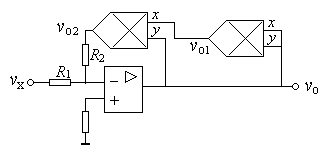 x
x
v₀₂
y
y
v₀₁
R₂
vₓ
R₁
−
▷
+
v₀